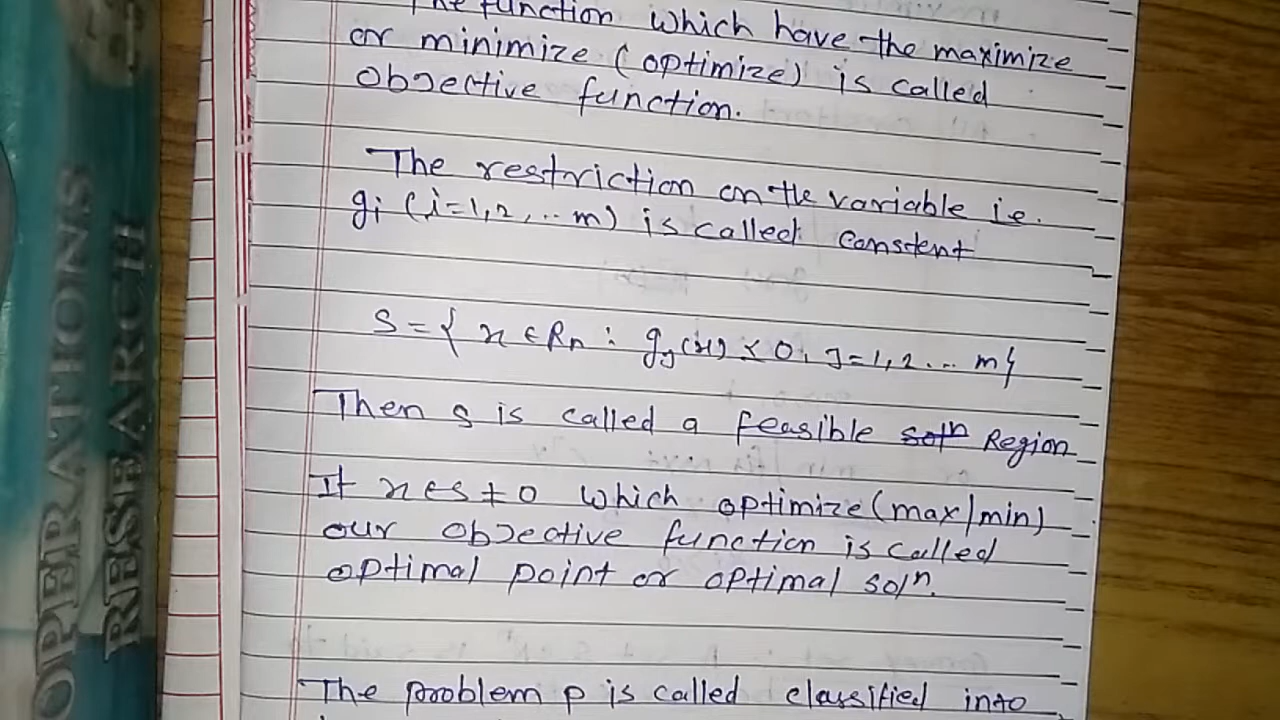 The function which have the maximize
or minimize (optimize) is called
Objective function.
The restriction on the variable ie.
gi (i=1,2,...m) is called constent
S = { x ∈ Rn : gj(x) ≤ 0, j=1,2... m}
Then S is called a feasible soln Region
If x ∈ S ≠ 0 which optimize (max/min)
our objective function is called
optimal point or optimal soln.
The problem p is called classified into
OPERATIONS
RESEARCH